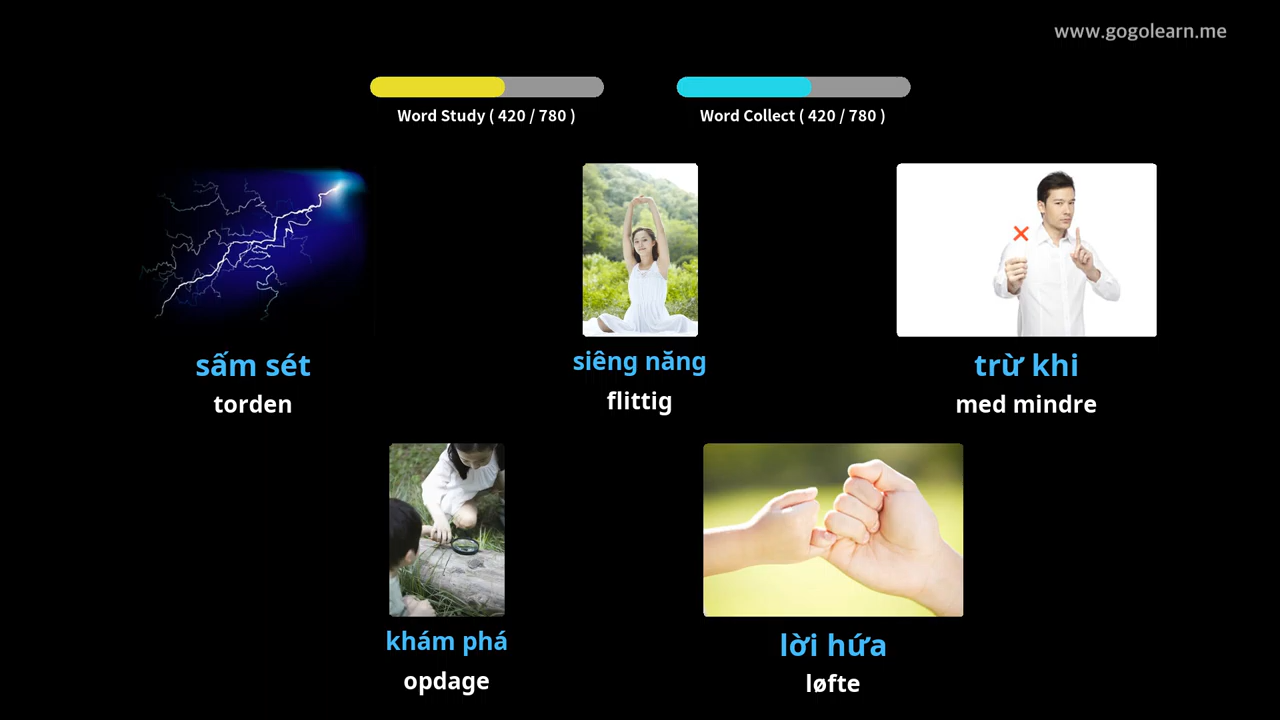 www.gogolearn.me
Word Study ( 420 / 780 )
Word Collect ( 420 / 780 )
sấm sét
torden
siêng năng
flittig
trừ khi
med mindre
khám phá
opdage
lời hứa
løfte